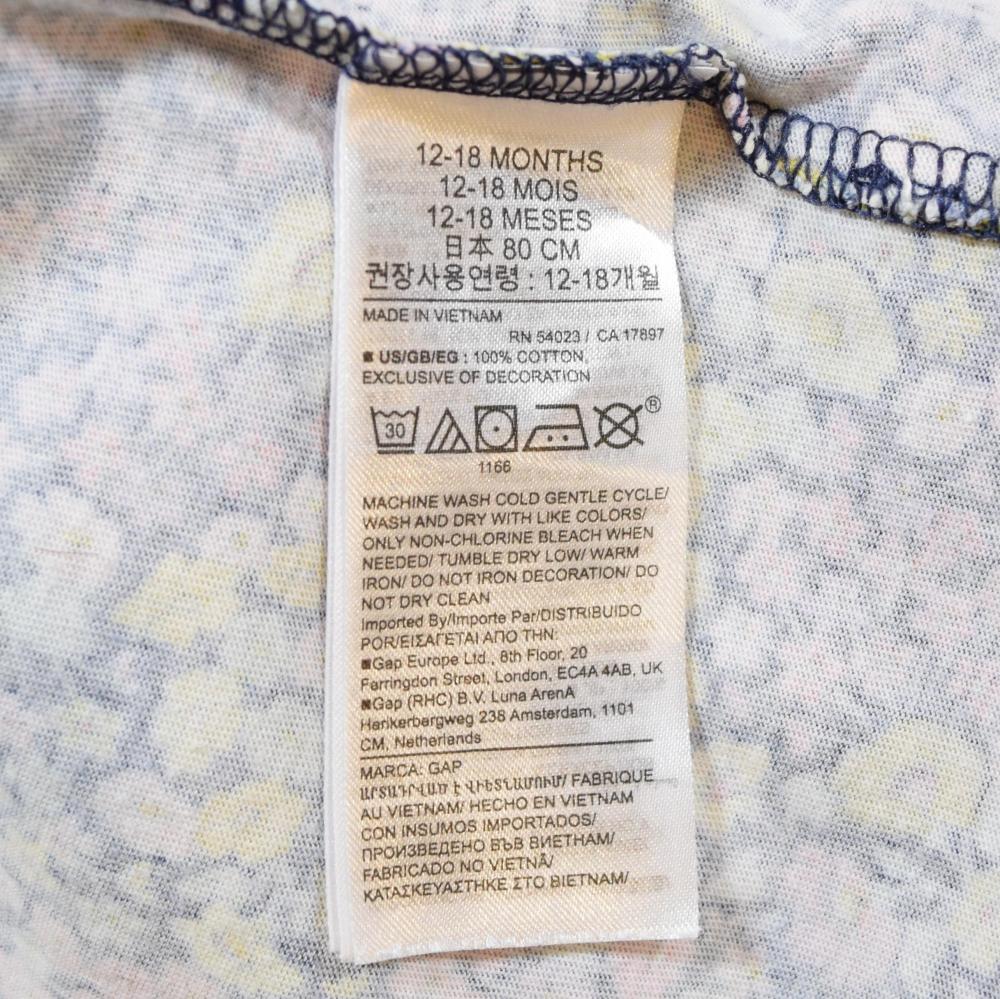 12-18 MONTHS
12-18 MOIS
12-18 MESES
日本 80 CM
권장사용연령 : 12-18개월
MADE IN VIETNAM
RN 54023 / CA 17897
■ US/GB/EG : 100% COTTON,
EXCLUSIVE OF DECORATION
30
®
1166
MACHINE WASH COLD GENTLE CYCLE/
WASH AND DRY WITH LIKE COLORS/
ONLY NON-CHLORINE BLEACH WHEN
NEEDED/ TUMBLE DRY LOW/ WARM
IRON/ DO NOT IRON DECORATION/ DO
NOT DRY CLEAN
Imported By/Importe Par/DISTRIBUIDO
POR/ΕΙΣΑΓΕΤΑΙ ΑΠΟ ΤΗΝ:
■Gap Europe Ltd., 8th Floor, 20
Farringdon Street, London, EC4A 4AB, UK
■Gap (RHC) B.V. Luna ArenA
Herikerbergweg 238 Amsterdam, 1101
CM, Netherlands
MARCA: GAP
ԱՐՏԱԴՐՎԱԾ Է ՎԻԵՏՆԱՄՈՒՄ/ FABRIQUE
AU VIETNAM/ HECHO EN VIETNAM
CON INSUMOS IMPORTADOS/
ПРОИЗВЕДЕНО ВЪВ ВИЕТНАМ/
FABRICADO NO VIETNÃ/
ΚΑΤΑΣΚΕΥΑΣΤΗΚΕ ΣΤΟ ΒΙΕΤΝΑΜ/